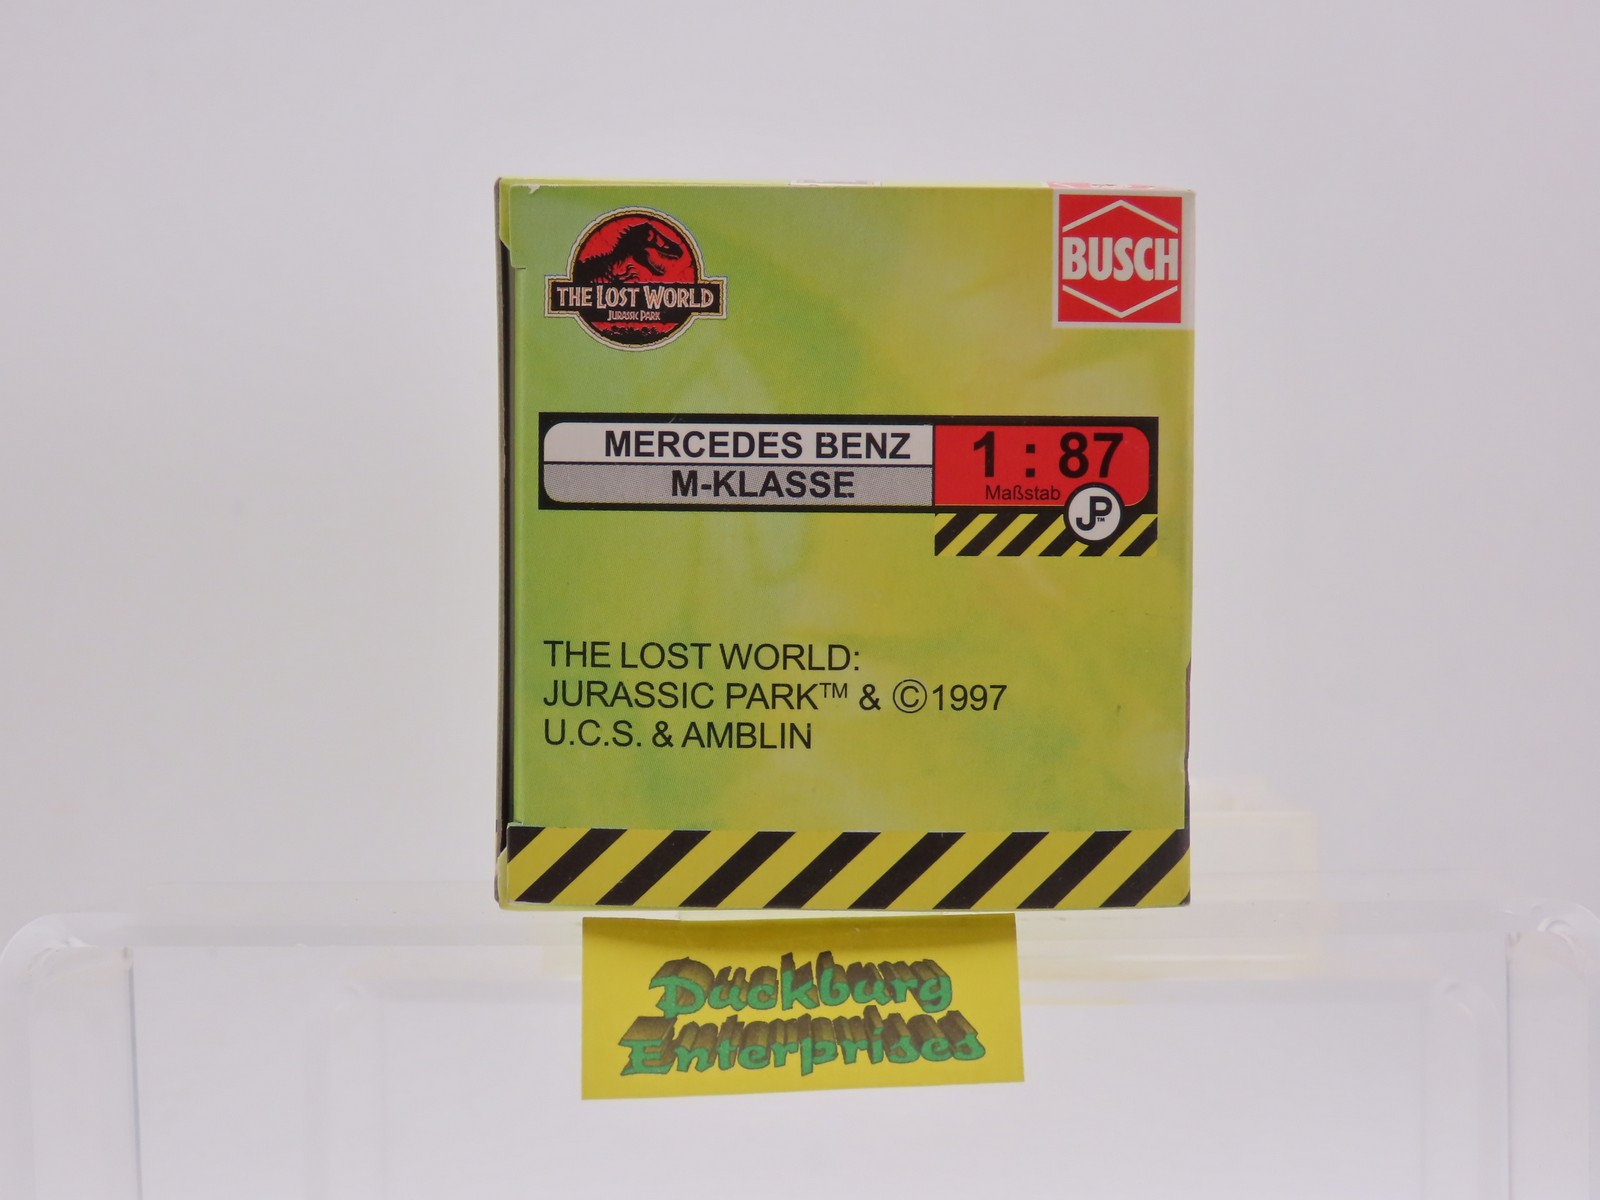 THE LOST WORLD
JURASSIC PARK
BUSCH
MERCEDES BENZ
M-KLASSE
1 : 87
Maßstab
JP™
THE LOST WORLD:
JURASSIC PARK™ & ©1997
U.C.S. & AMBLIN
Duckburg
Enterprises